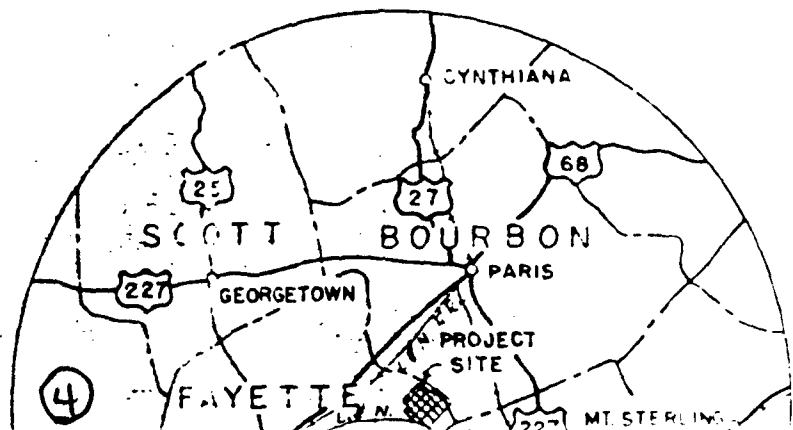 CYNTHIANA
68
25
27
SCOTT
BOURBON
PARIS
227
GEORGETOWN
PROJECT
SITE
4
FAYETTE
L. N.
227
MT. STERLING